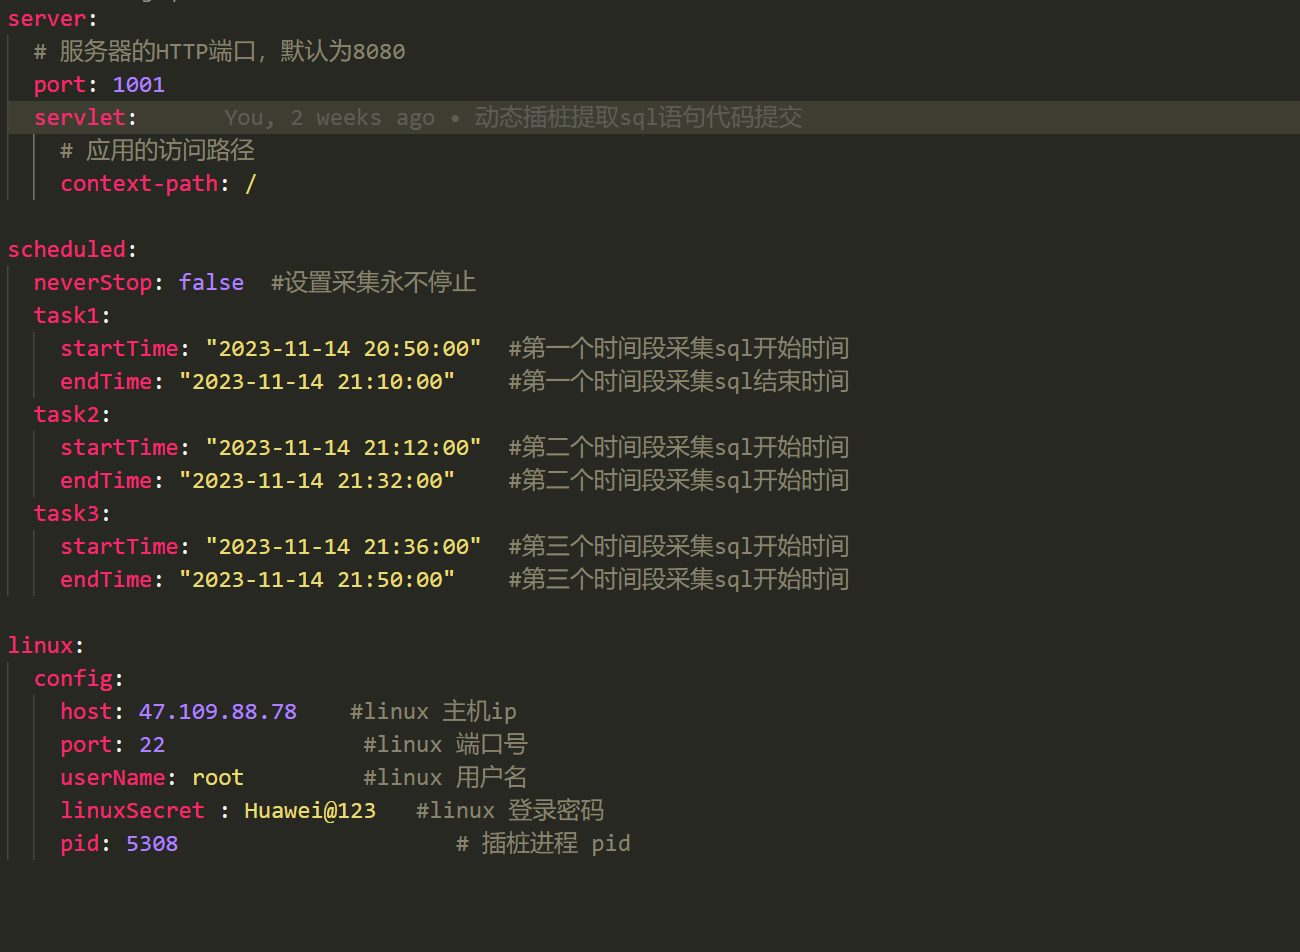 server:
  # 服务器的HTTP端口，默认为8080
  port: 1001
  servlet:      You, 2 weeks ago • 动态插桩提取sql语句代码提交
    # 应用的访问路径
    context-path: /

scheduled:
  neverStop: false  #设置采集永不停止
  task1:
    startTime: "2023-11-14 20:50:00"  #第一个时间段采集sql开始时间
    endTime: "2023-11-14 21:10:00"    #第一个时间段采集sql结束时间
  task2:
    startTime: "2023-11-14 21:12:00"  #第二个时间段采集sql开始时间
    endTime: "2023-11-14 21:32:00"    #第二个时间段采集sql开始时间
  task3:
    startTime: "2023-11-14 21:36:00"  #第三个时间段采集sql开始时间
    endTime: "2023-11-14 21:50:00"    #第三个时间段采集sql开始时间

linux:
  config:
    host: 47.109.88.78    #linux 主机ip
    port: 22               #linux 端口号
    userName: root         #linux 用户名
    linuxSecret : Huawei@123   #linux 登录密码
    pid: 5308                     # 插桩进程 pid